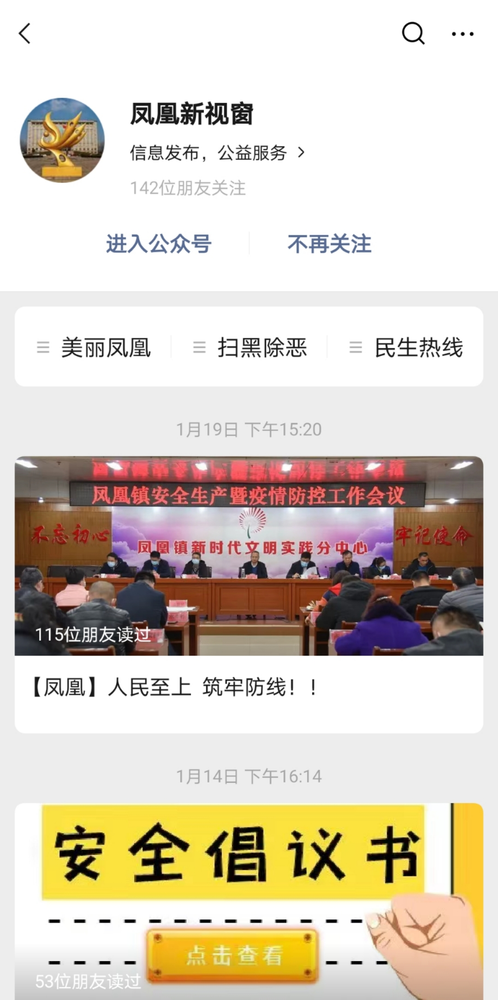 凤凰新视窗
信息发布，公益服务
142位朋友关注
进入公众号
不再关注
美丽凤凰
扫黑除恶
民生热线
1月19日 下午15:20
凤凰镇安全生产暨疫情防控工作会议
不忘初心
牢记使命
凤凰镇新时代文明实践分中心
115位朋友读过
【凤凰】人民至上 筑牢防线！！
1月14日 下午16:14
安全倡议书
点击查看
53位朋友读过